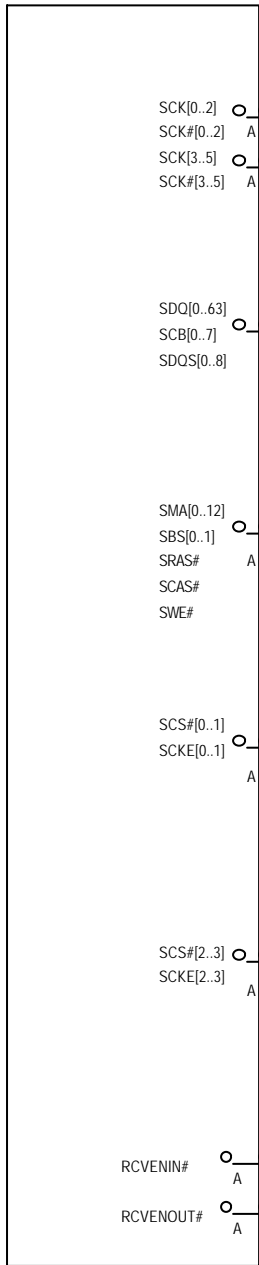 SCK[0..2]
SCK#[0..2] A
SCK[3..5]
SCK#[3..5] A
SDQ[0..63]
SCB[0..7]
SDQS[0..8]
SMA[0..12]
SBS[0..1]
SRAS# A
SCAS#
SWE#
SCS#[0..1]
SCKE[0..1]
A
SCS#[2..3]
SCKE[2..3]
A
RCVENIN#
A
RCVENOUT#
A